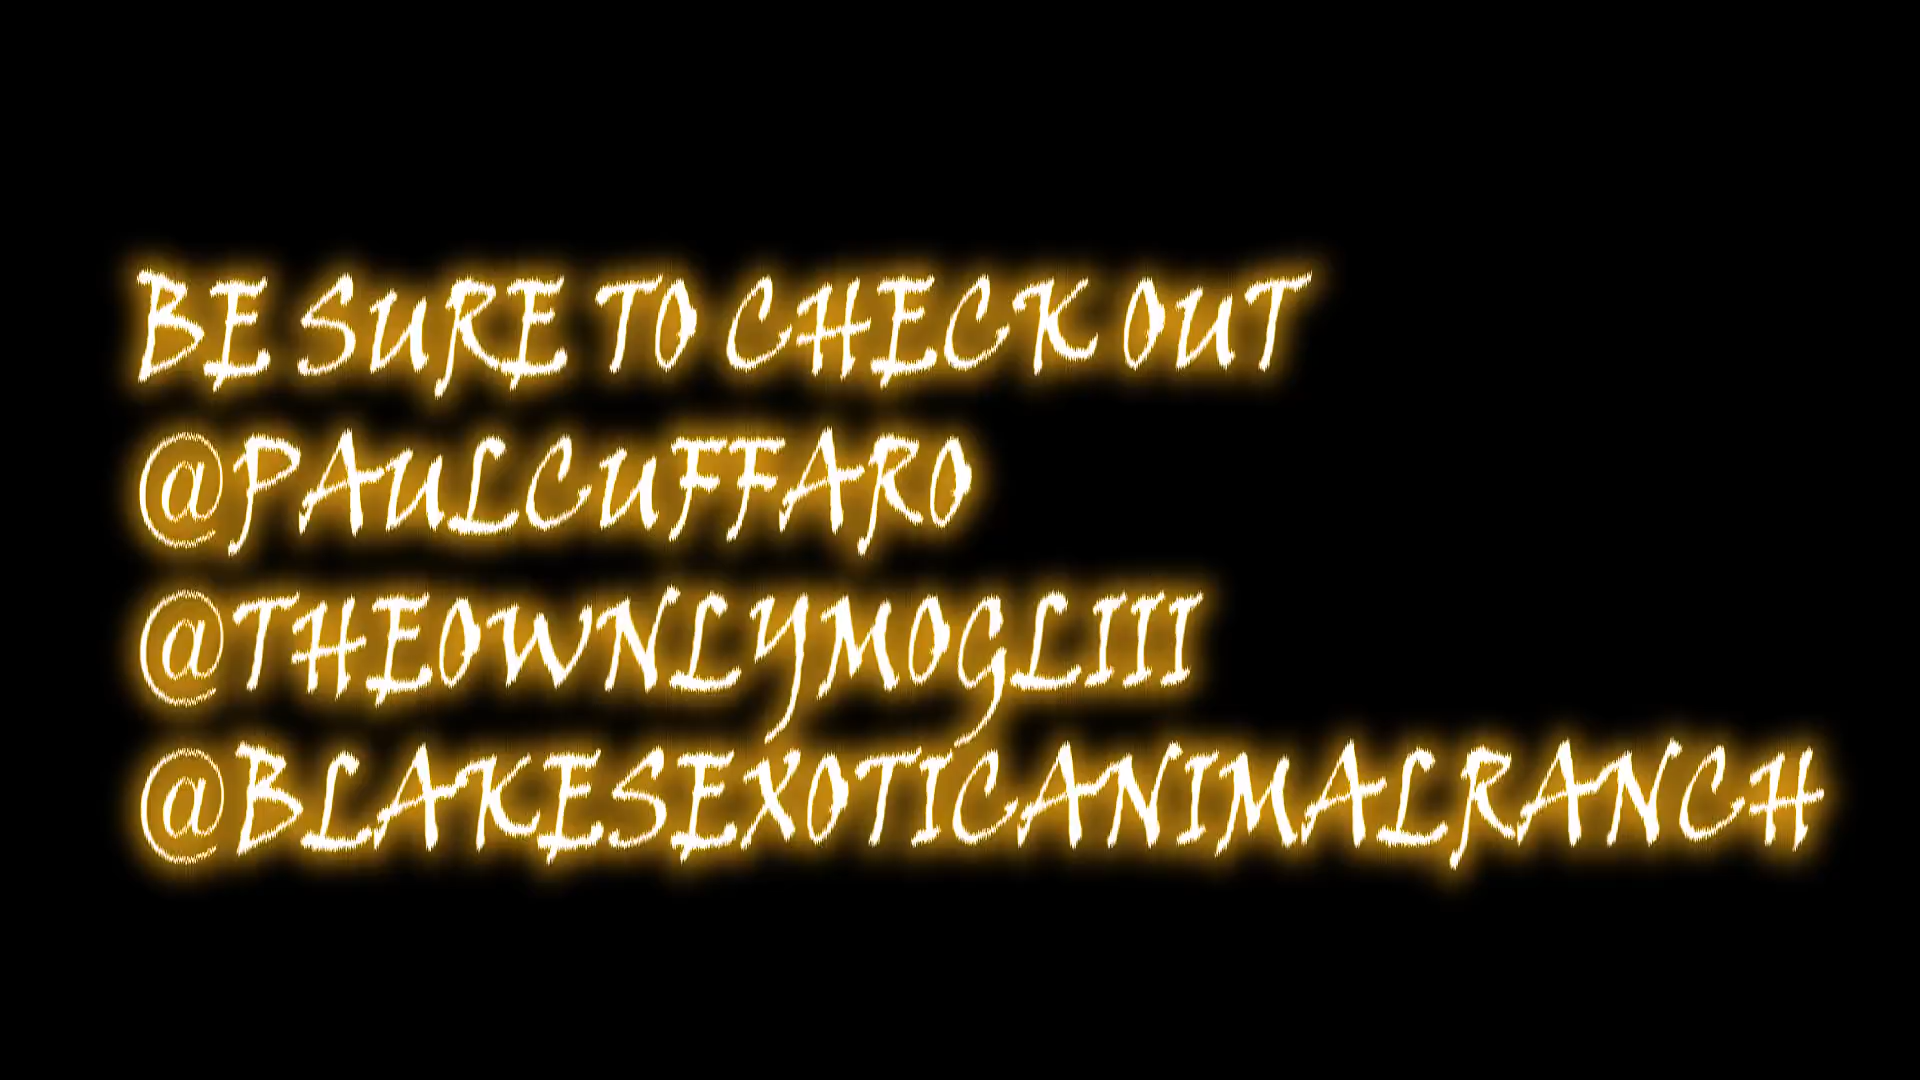 BE SURE TO CHECK OUT
@PAULCUFFARO
@THEOWNLYMOGLIII
@BLAKESEXOTICANIMALRANCH